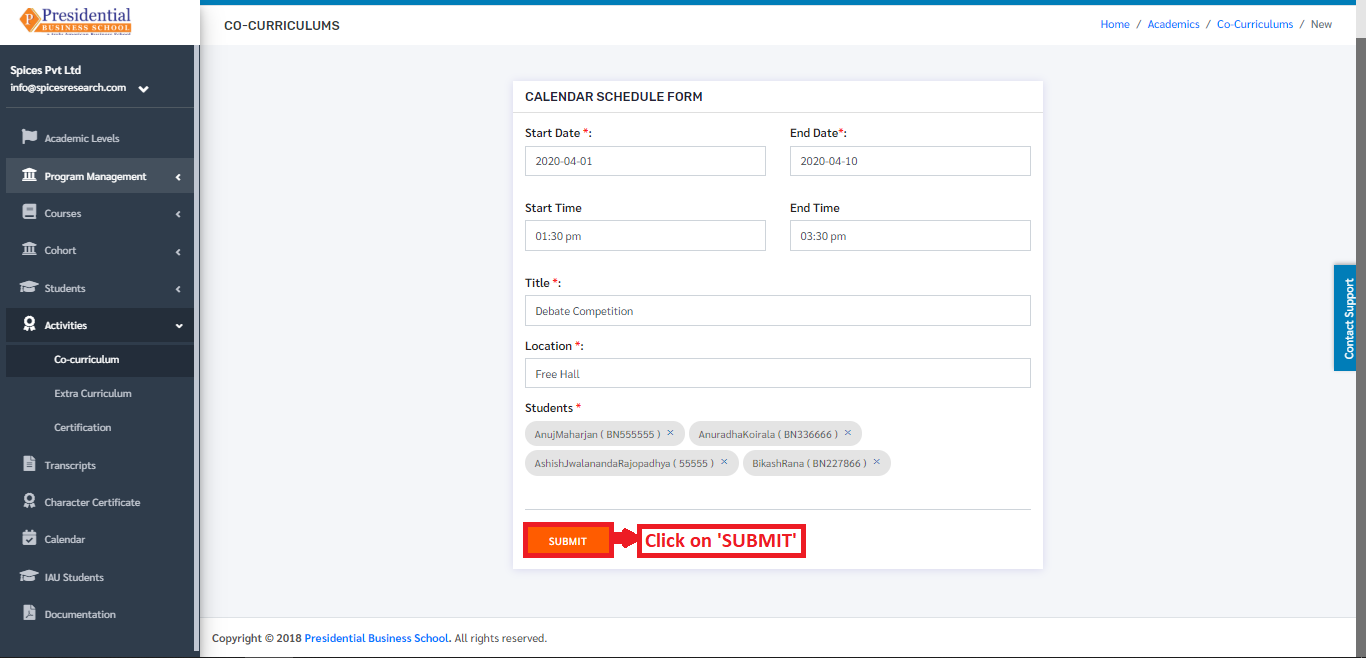 Presidential
BUSINESS SCHOOL
CO-CURRICULUMS
Home / Academics / Co-Curriculums / New
Spices Pvt Ltd
info@spicesresearch.com
Academic Levels
Program Management
Courses
Cohort
Students
Activities
Co-curriculum
Extra Curriculum
Certification
Transcripts
Character Certificate
Calendar
IAU Students
Documentation
CALENDAR SCHEDULE FORM
Start Date *: End Date*:
2020-04-01 2020-04-10
Start Time End Time
01:30 pm 03:30 pm
Title *:
Debate Competition
Location *:
Free Hall
Students *
AnujMaharjan ( BN555555 ) × AnuradhaKoirala ( BN336666 ) ×
AshishJwalanandaRajopadhya ( 55555 ) × BikashRana ( BN227866 ) ×
SUBMIT Click on 'SUBMIT'
Contact Support
Copyright © 2018 Presidential Business School. All rights reserved.